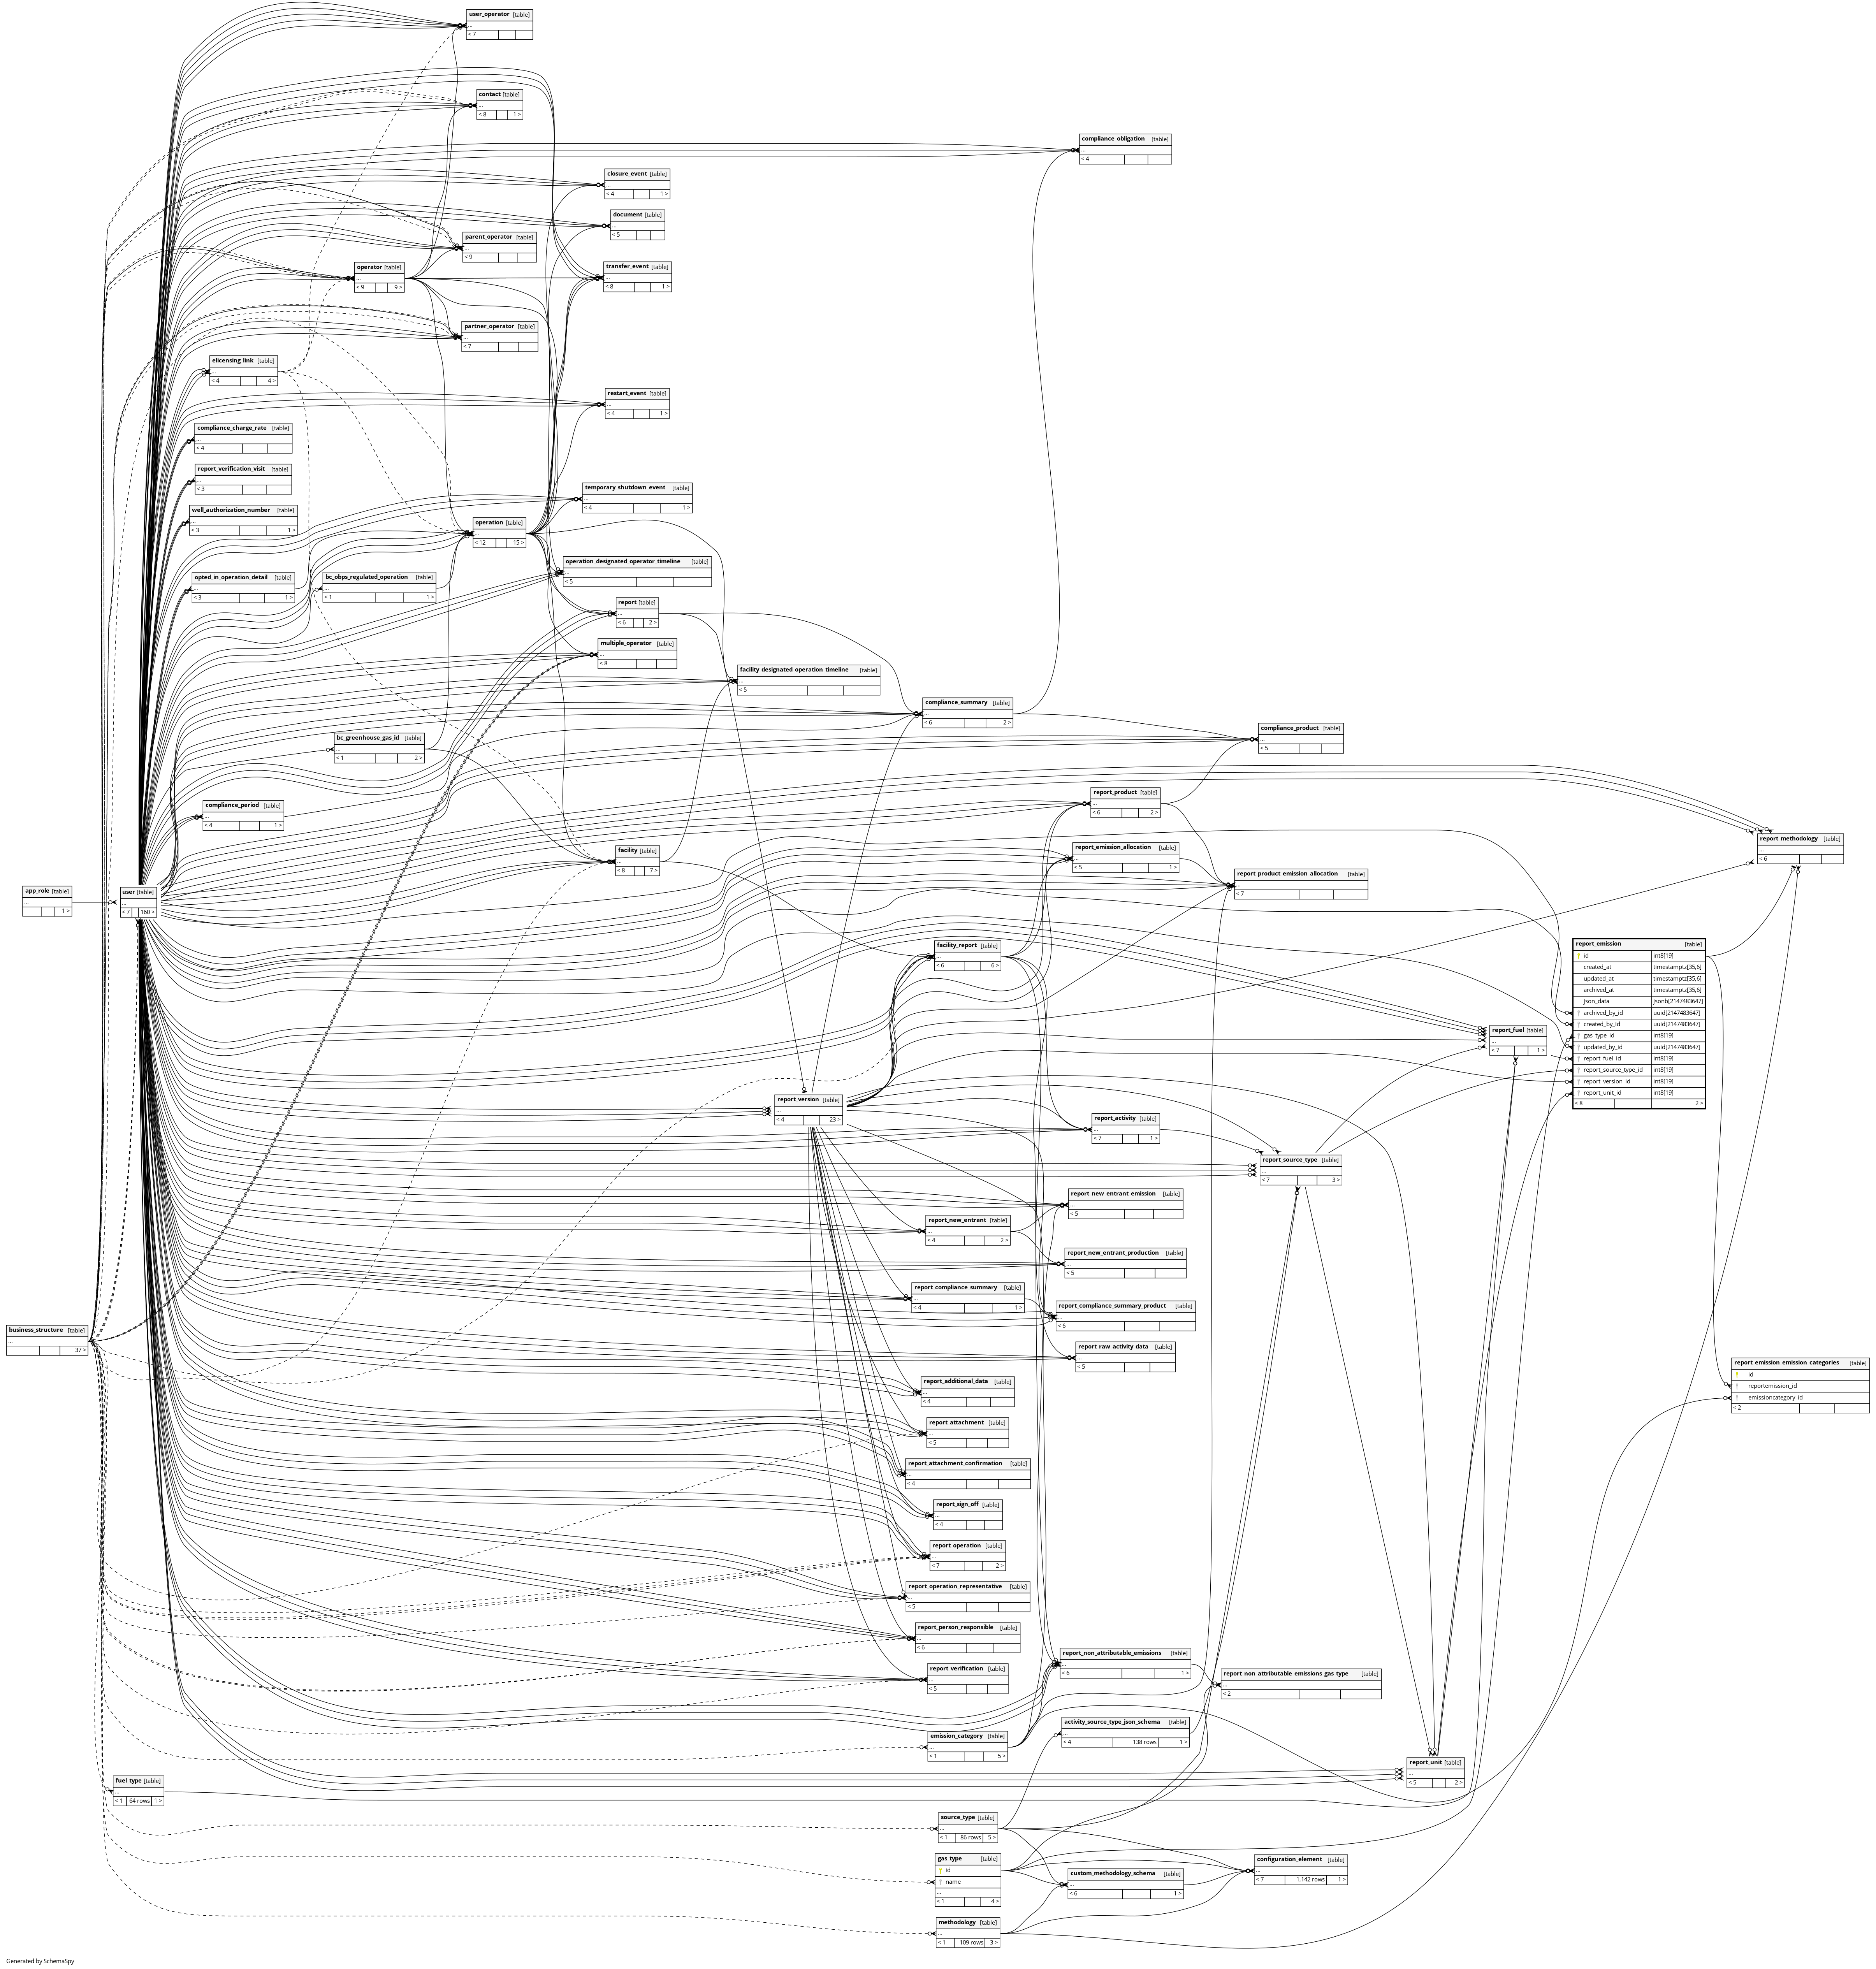 user_operator [table]
...
< 7
contact [table]
...
< 8 1 >
compliance_obligation [table]
...
< 4
closure_event [table]
...
< 4 1 >
document [table]
...
< 5
parent_operator [table]
...
< 9
operator [table]
...
< 9 9 >
transfer_event [table]
...
< 8 1 >
partner_operator [table]
...
< 7
elicensing_link [table]
...
< 4 4 >
restart_event [table]
...
< 4 1 >
compliance_charge_rate [table]
...
< 4
report_verification_visit [table]
...
< 3
temporary_shutdown_event [table]
...
< 4 1 >
well_authorization_number [table]
...
< 3 1 >
operation [table]
...
< 12 15 >
operation_designated_operator_timeline [table]
...
< 5
opted_in_operation_detail [table]
...
< 3 1 >
bc_obps_regulated_operation [table]
...
< 1 1 >
report [table]
...
< 6 2 >
multiple_operator [table]
...
< 8
facility_designated_operation_timeline [table]
...
< 5
compliance_summary [table]
...
< 6 2 >
compliance_product [table]
...
< 5
bc_greenhouse_gas_id [table]
...
< 1 2 >
report_product [table]
...
< 6 2 >
compliance_period [table]
...
< 4 1 >
report_methodology [table]
...
< 6
facility [table]
...
< 8 7 >
report_emission_allocation [table]
...
< 5 1 >
report_product_emission_allocation [table]
...
< 7
app_role [table]
...
1 >
user [table]
...
< 7 160 >
facility_report [table]
...
< 6 6 >
report_emission [table]
id int8[19]
created_at timestamptz[35,6]
updated_at timestamptz[35,6]
archived_at timestamptz[35,6]
json_data jsonb[2147483647]
archived_by_id uuid[2147483647]
created_by_id uuid[2147483647]
gas_type_id int8[19]
updated_by_id uuid[2147483647]
report_fuel_id int8[19]
report_source_type_id int8[19]
report_version_id int8[19]
report_unit_id int8[19]
< 8 2 >
report_fuel [table]
...
< 7 1 >
report_version [table]
...
< 4 23 >
report_activity [table]
...
< 7 1 >
report_source_type [table]
...
< 7 3 >
report_new_entrant_emission [table]
...
< 5
report_new_entrant [table]
...
< 4 2 >
report_new_entrant_production [table]
...
< 5
report_compliance_summary [table]
...
< 4 1 >
report_compliance_summary_product [table]
...
< 6
business_structure [table]
...
37 >
report_raw_activity_data [table]
...
< 5
report_emission_emission_categories [table]
id
reportemission_id
emissioncategory_id
< 2
report_additional_data [table]
...
< 4
report_attachment [table]
...
< 5
report_attachment_confirmation [table]
...
< 4
report_sign_off [table]
...
< 4
report_operation [table]
...
< 7 2 >
report_operation_representative [table]
...
< 5
report_person_responsible [table]
...
< 6
report_non_attributable_emissions [table]
...
< 6 1 >
report_verification [table]
...
< 5
report_non_attributable_emissions_gas_type [table]
...
< 2
activity_source_type_json_schema [table]
...
< 4 138 rows 1 >
emission_category [table]
...
< 1 5 >
report_unit [table]
...
< 5 2 >
fuel_type [table]
...
< 1 64 rows 1 >
source_type [table]
...
< 1 86 rows 5 >
gas_type [table]
id
name
...
< 1 4 >
configuration_element [table]
...
< 7 1,142 rows 1 >
custom_methodology_schema [table]
...
< 6 1 >
methodology [table]
...
< 1 109 rows 3 >
Generated by SchemaSpy